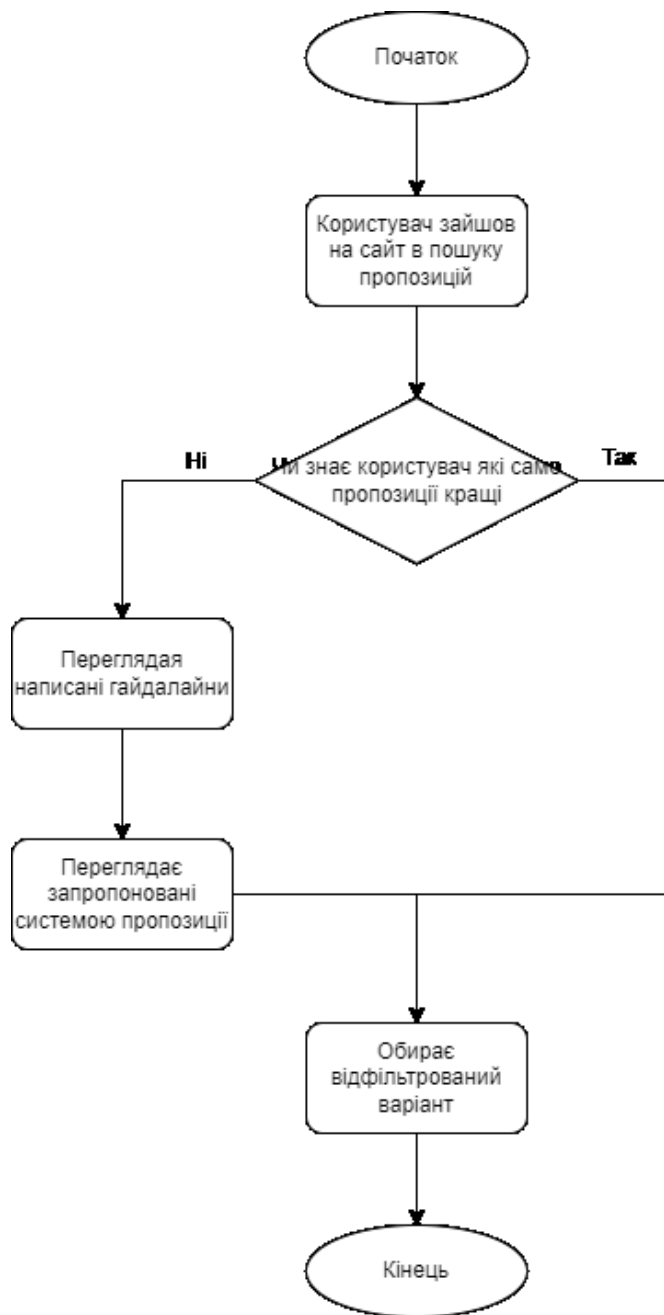 Початок
Користувач зайшов
на сайт в пошуку
пропозицій
Ні
Чи знає користувач які саме
Так
пропозиції кращі
Переглядая
написані гайдалайни
Переглядає
запропоновані
системою пропозиції
Обирає
відфільтрований
варіант
Кінець